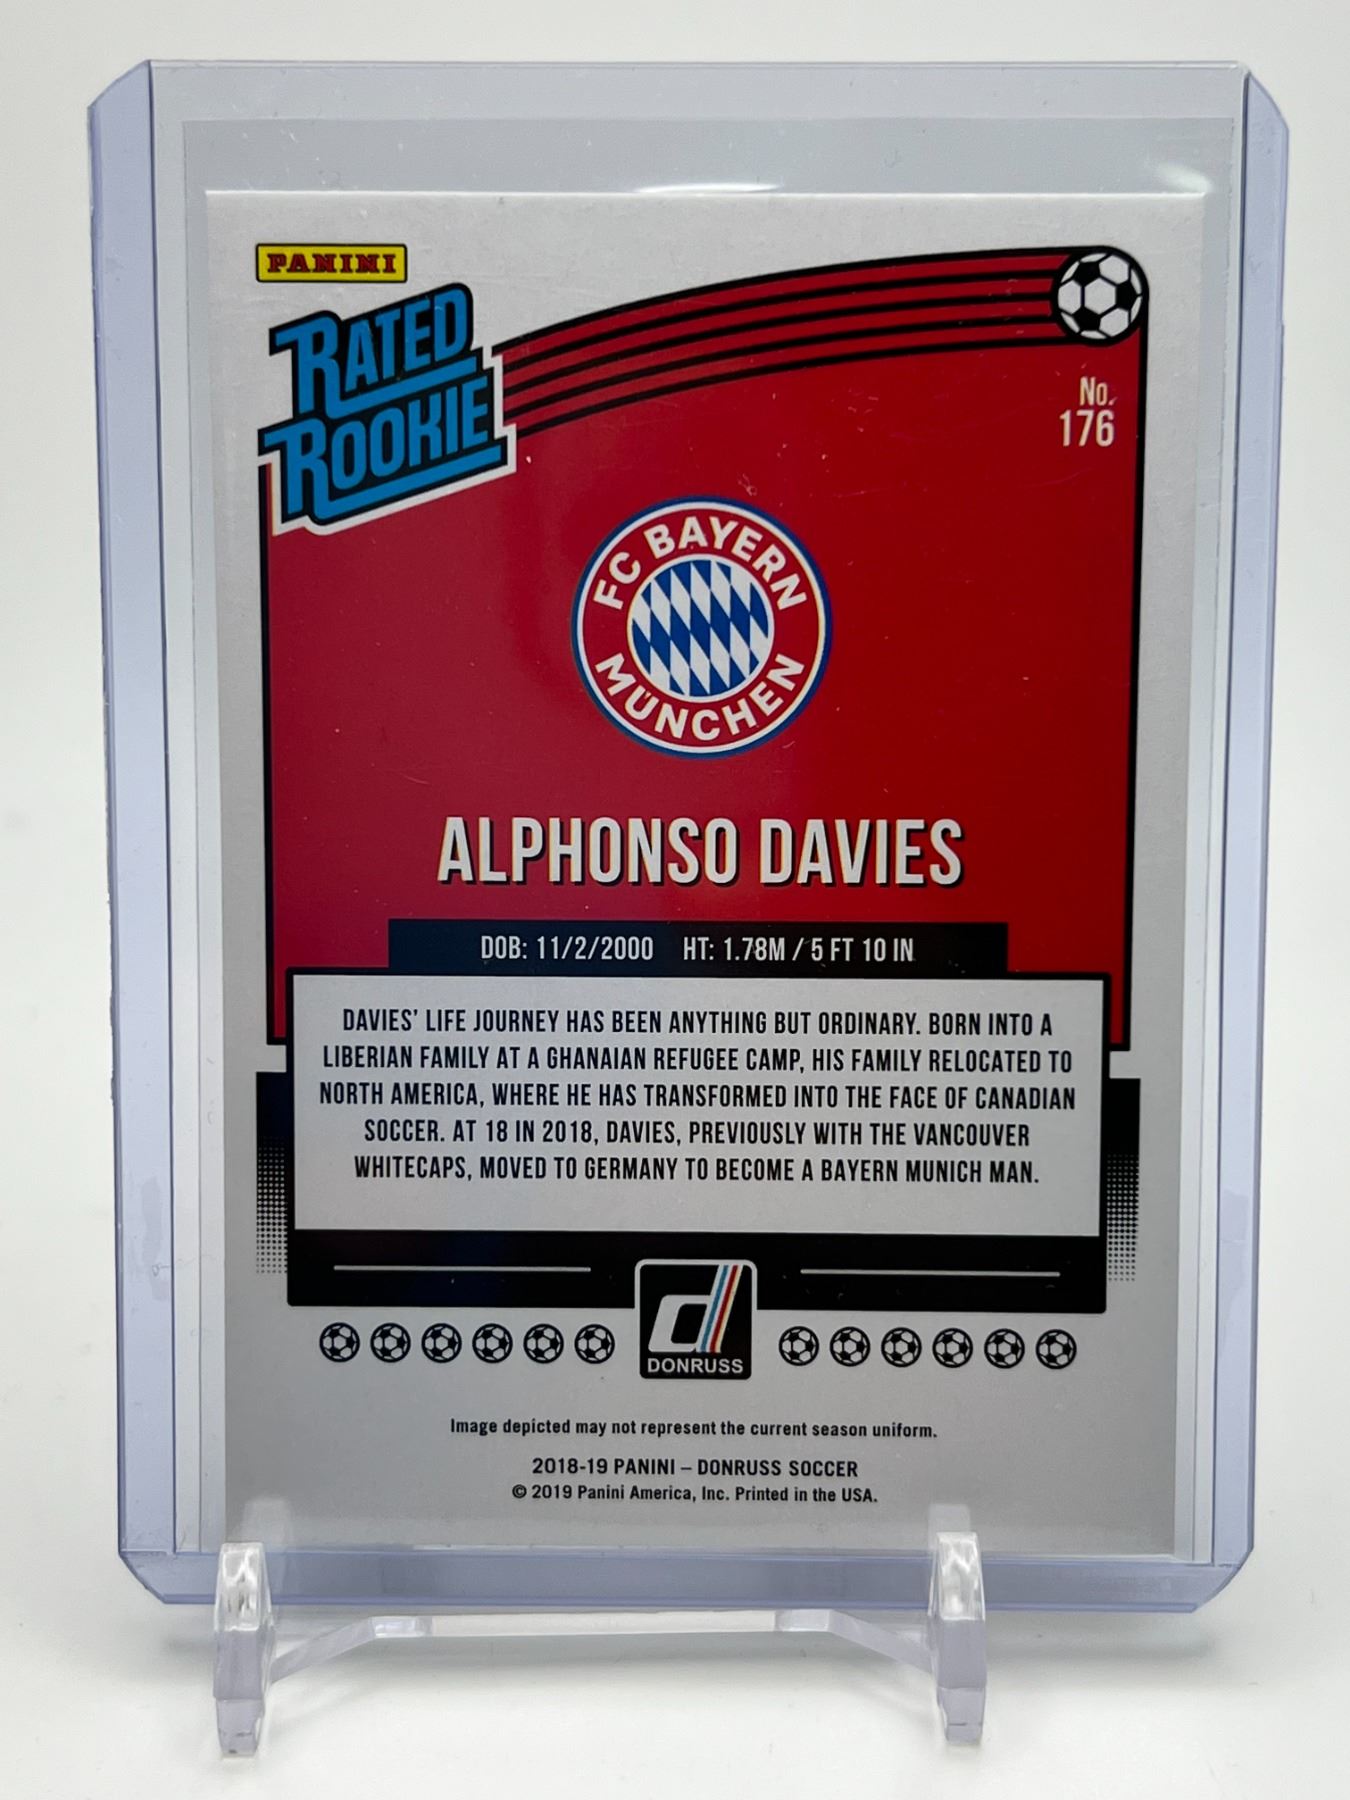 PANINI
RATED
ROOKIE
No.
176
FC BAYERN
MÜNCHEN
ALPHONSO DAVIES
DOB: 11/2/2000 HT: 1.78M / 5 FT 10 IN
DAVIES' LIFE JOURNEY HAS BEEN ANYTHING BUT ORDINARY. BORN INTO A
LIBERIAN FAMILY AT A GHANAIAN REFUGEE CAMP, HIS FAMILY RELOCATED TO
NORTH AMERICA, WHERE HE HAS TRANSFORMED INTO THE FACE OF CANADIAN
SOCCER. AT 18 IN 2018, DAVIES, PREVIOUSLY WITH THE VANCOUVER
WHITECAPS, MOVED TO GERMANY TO BECOME A BAYERN MUNICH MAN.
d
DONRUSS
Image depicted may not represent the current season uniform.
2018-19 PANINI – DONRUSS SOCCER
© 2019 Panini America, Inc. Printed in the USA.